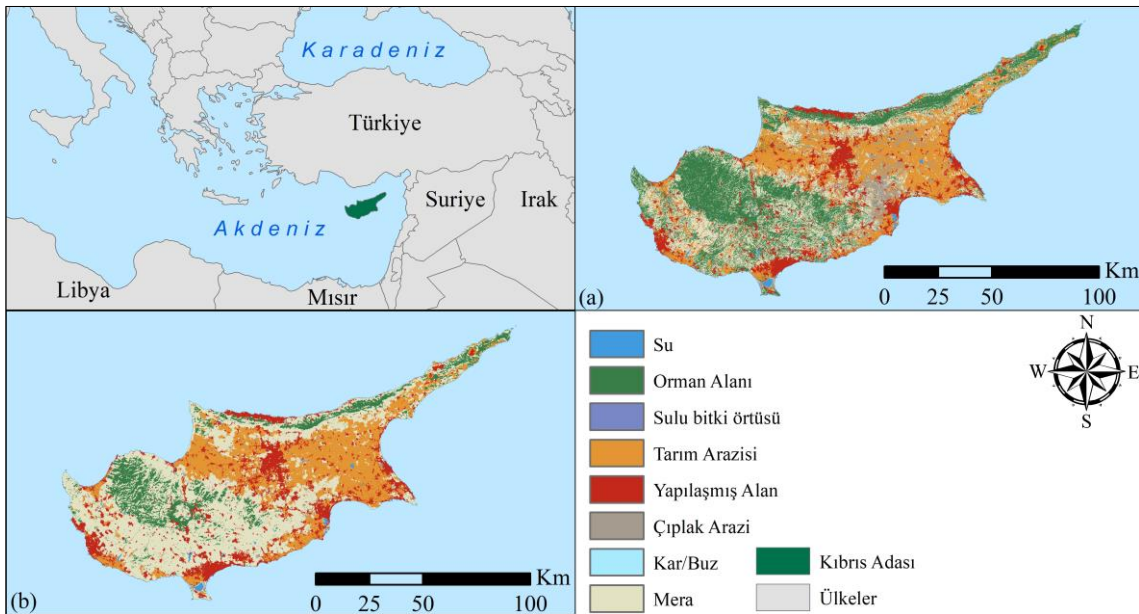 Karadeniz
Türkiye
Suriye
Irak
Akdeniz
Libya
Mısır
Km
0 25 50 100
(a)
Km
0 25 50 100
(b)
Su
Orman Alanı
Sulu bitki örtüsü
Tarım Arazisi
Yapılaşmış Alan
Çıplak Arazi
Kar/Buz
Mera
Kıbrıs Adası
Ülkeler
N
W E
S